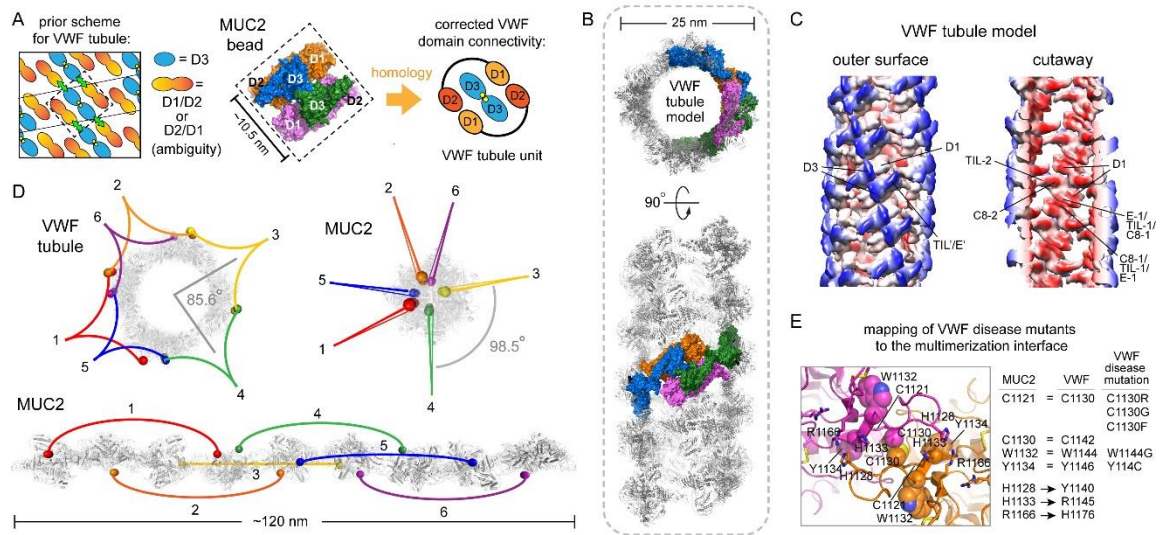 A
prior scheme
for VWF tubule:
= D3
=
D1/D2
or
D2/D1
(ambiguity)
MUC2
bead
D1
D2
D3
D3
D2
D1
~10.5 nm
homology
corrected VWF
domain connectivity:
D1
D2
D3
D3
D2
D1
VWF tubule unit
B
25 nm
VWF
tubule
model
90°
C
VWF tubule model
outer surface
cutaway
D3
D1
TIL'/E'
TIL-2
C8-2
D1
E-1/
TIL-1/
C8-1
C8-1/
TIL-1/
E-1
D
VWF
tubule
2
6
3
1
5
4
85.6°
MUC2
2
6
5
3
1
4
98.5°
MUC2
1
4
5
3
2
6
~120 nm
E
mapping of VWF disease mutants
to the multimerization interface
W1132
C1121
H1128
R1166
C1130
Y1134
H1133
H1133
Y1134
C1130
R1166
H1128
C1121
W1132
MUC2 VWF VWF disease mutation
C1121 = C1130 C1130R
C1130G
C1130F
C1130 = C1142
W1132 = W1144 W1144G
Y1134 = Y1146 Y114C
H1128 → Y1140
H1133 → R1145
R1166 → H1176